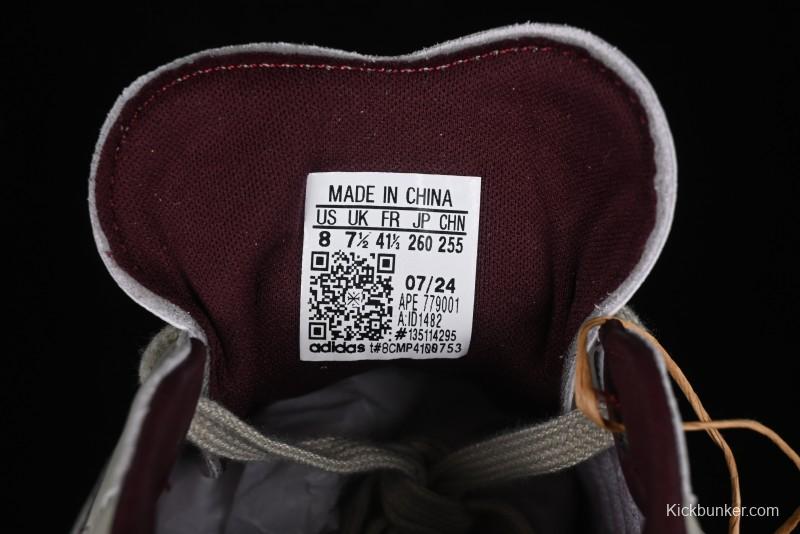 MADE IN CHINA
US UK FR JP CHN
8 7½ 41⅓ 260 255
07/24
APE 779001
A:ID1482
#135114295
adidas t#8CMP4100753
Kickbunker.com